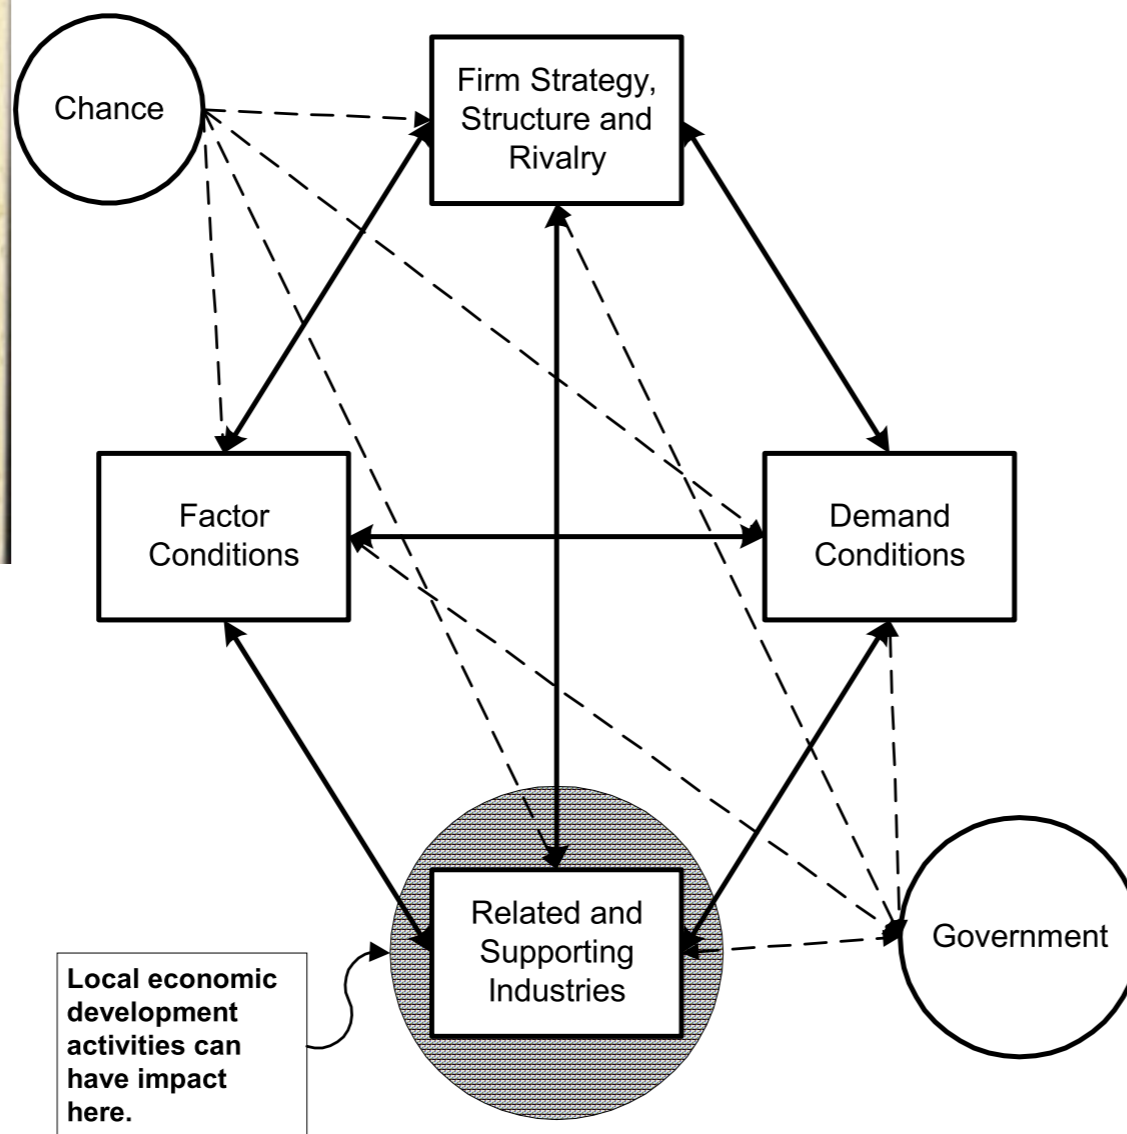 Chance
Firm Strategy,
Structure and
Rivalry
Factor
Conditions
Demand
Conditions
Related and
Supporting
Industries
Government
Local economic
development
activities can
have impact
here.